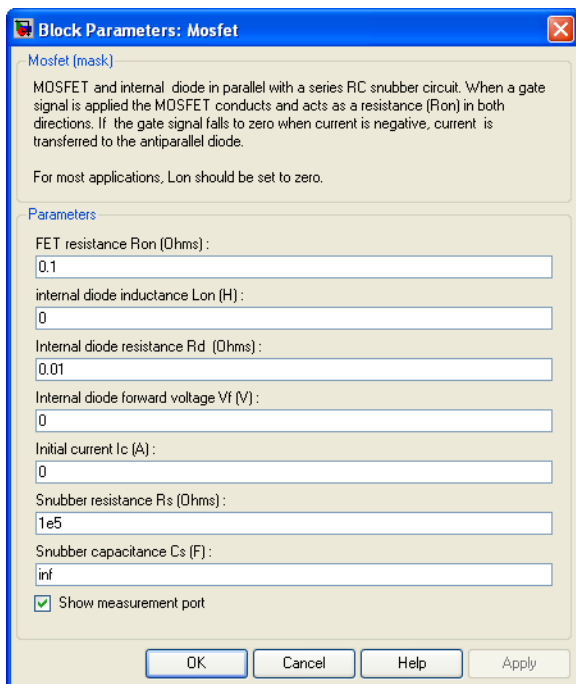 Block Parameters: Mosfet
Mosfet (mask)
MOSFET and internal diode in parallel with a series RC snubber circuit. When a gate
signal is applied the MOSFET conducts and acts as a resistance (Ron) in both
directions. If the gate signal falls to zero when current is negative, current is
transferred to the antiparallel diode.
For most applications, Lon should be set to zero.
Parameters
FET resistance Ron (Ohms) :
0.1
internal diode inductance Lon (H) :
0
Internal diode resistance Rd (Ohms) :
0.01
Internal diode forward voltage Vf (V) :
0
Initial current Ic (A) :
0
Snubber resistance Rs (Ohms) :
1e5
Snubber capacitance Cs (F) :
inf
Show measurement port
OK Cancel Help Apply